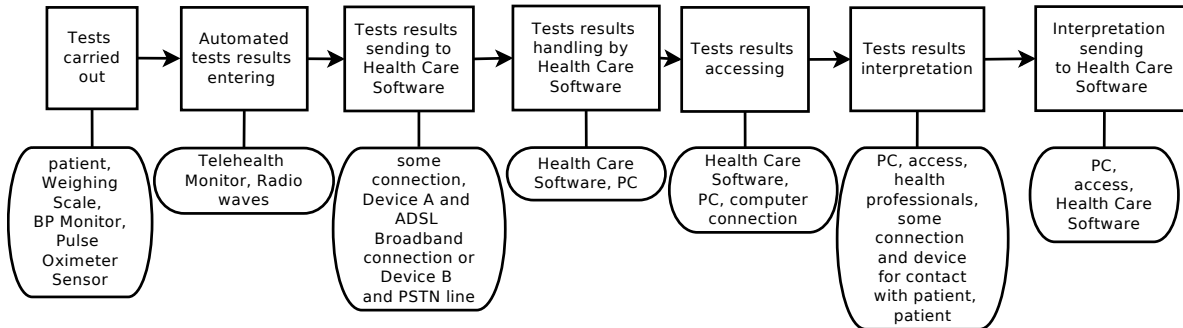 Tests
carried
out
Automated
tests results
entering
Tests results
sending to
Health Care
Software
Tests results
handling by
Health Care
Software
Tests results
accessing
Tests results
interpretation
Interpretation
sending
to Health Care
Software
patient,
Weighing
Scale,
BP Monitor,
Pulse
Oximeter
Sensor
Telehealth
Monitor, Radio
waves
some
connection,
Device A and
ADSL
Broadband
connection or
Device B
and PSTN line
Health Care
Software, PC
Health Care
Software,
PC, computer
connection
PC, access,
health
professionals,
some
connection
and device
for contact
with patient,
patient
PC,
access,
Health Care
Software